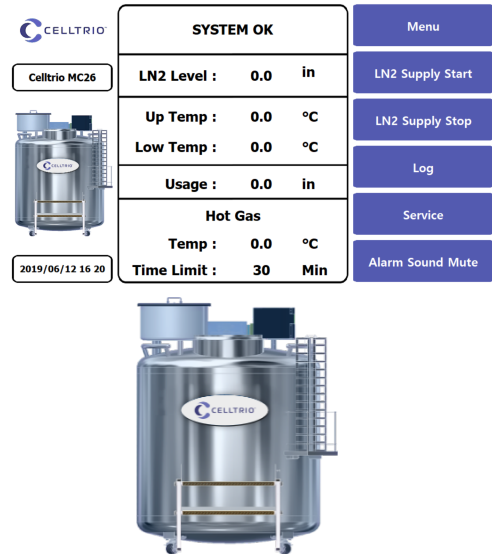 CELLTRIO
Celltrio MC26
CELLTRIO
2019/06/12 16 20
SYSTEM OK
LN2 Level : 0.0 in
Up Temp : 0.0 °C
Low Temp : 0.0 °C
Usage : 0.0 in
Hot Gas
Temp : 0.0 °C
Time Limit : 30 Min
Menu
LN2 Supply Start
LN2 Supply Stop
Log
Service
Alarm Sound Mute
CELLTRIO